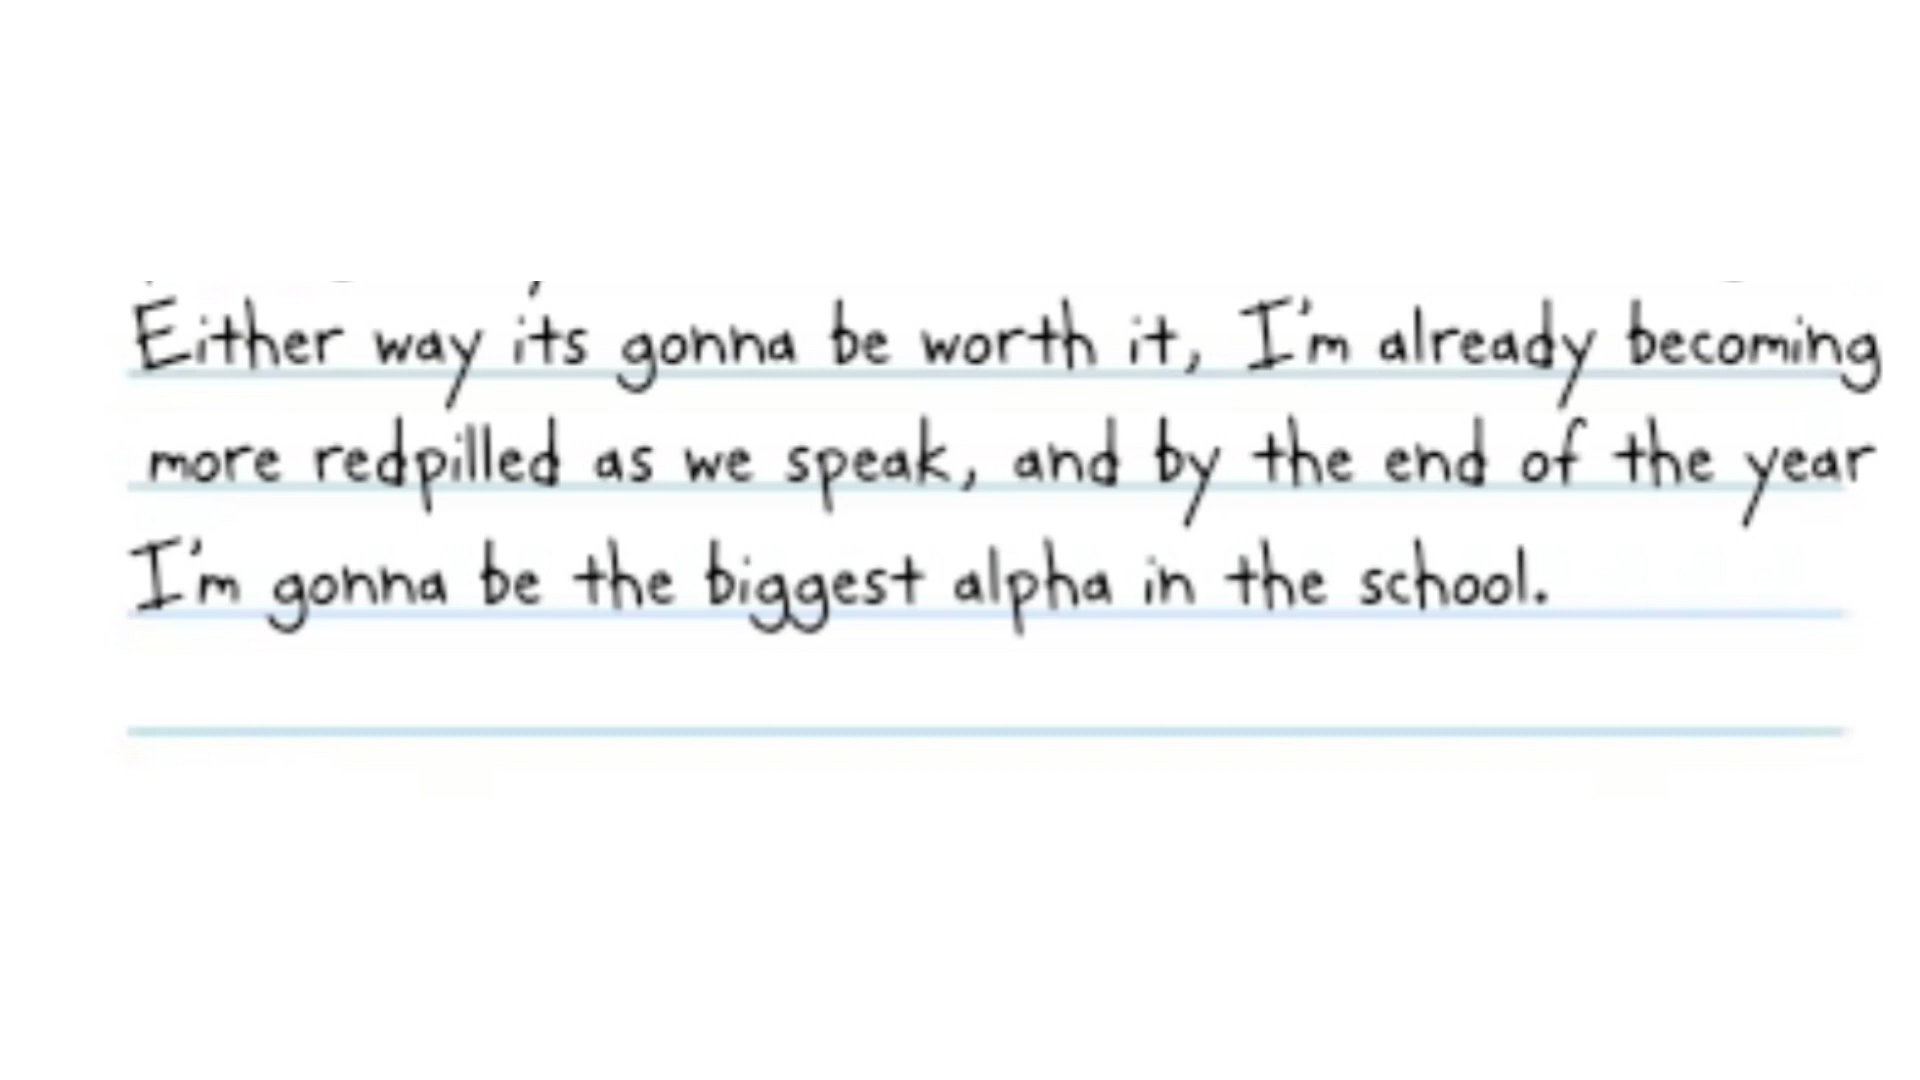 Either way its gonna be worth it, I'm already becoming
more redpilled as we speak, and by the end of the year
I'm gonna be the biggest alpha in the school.